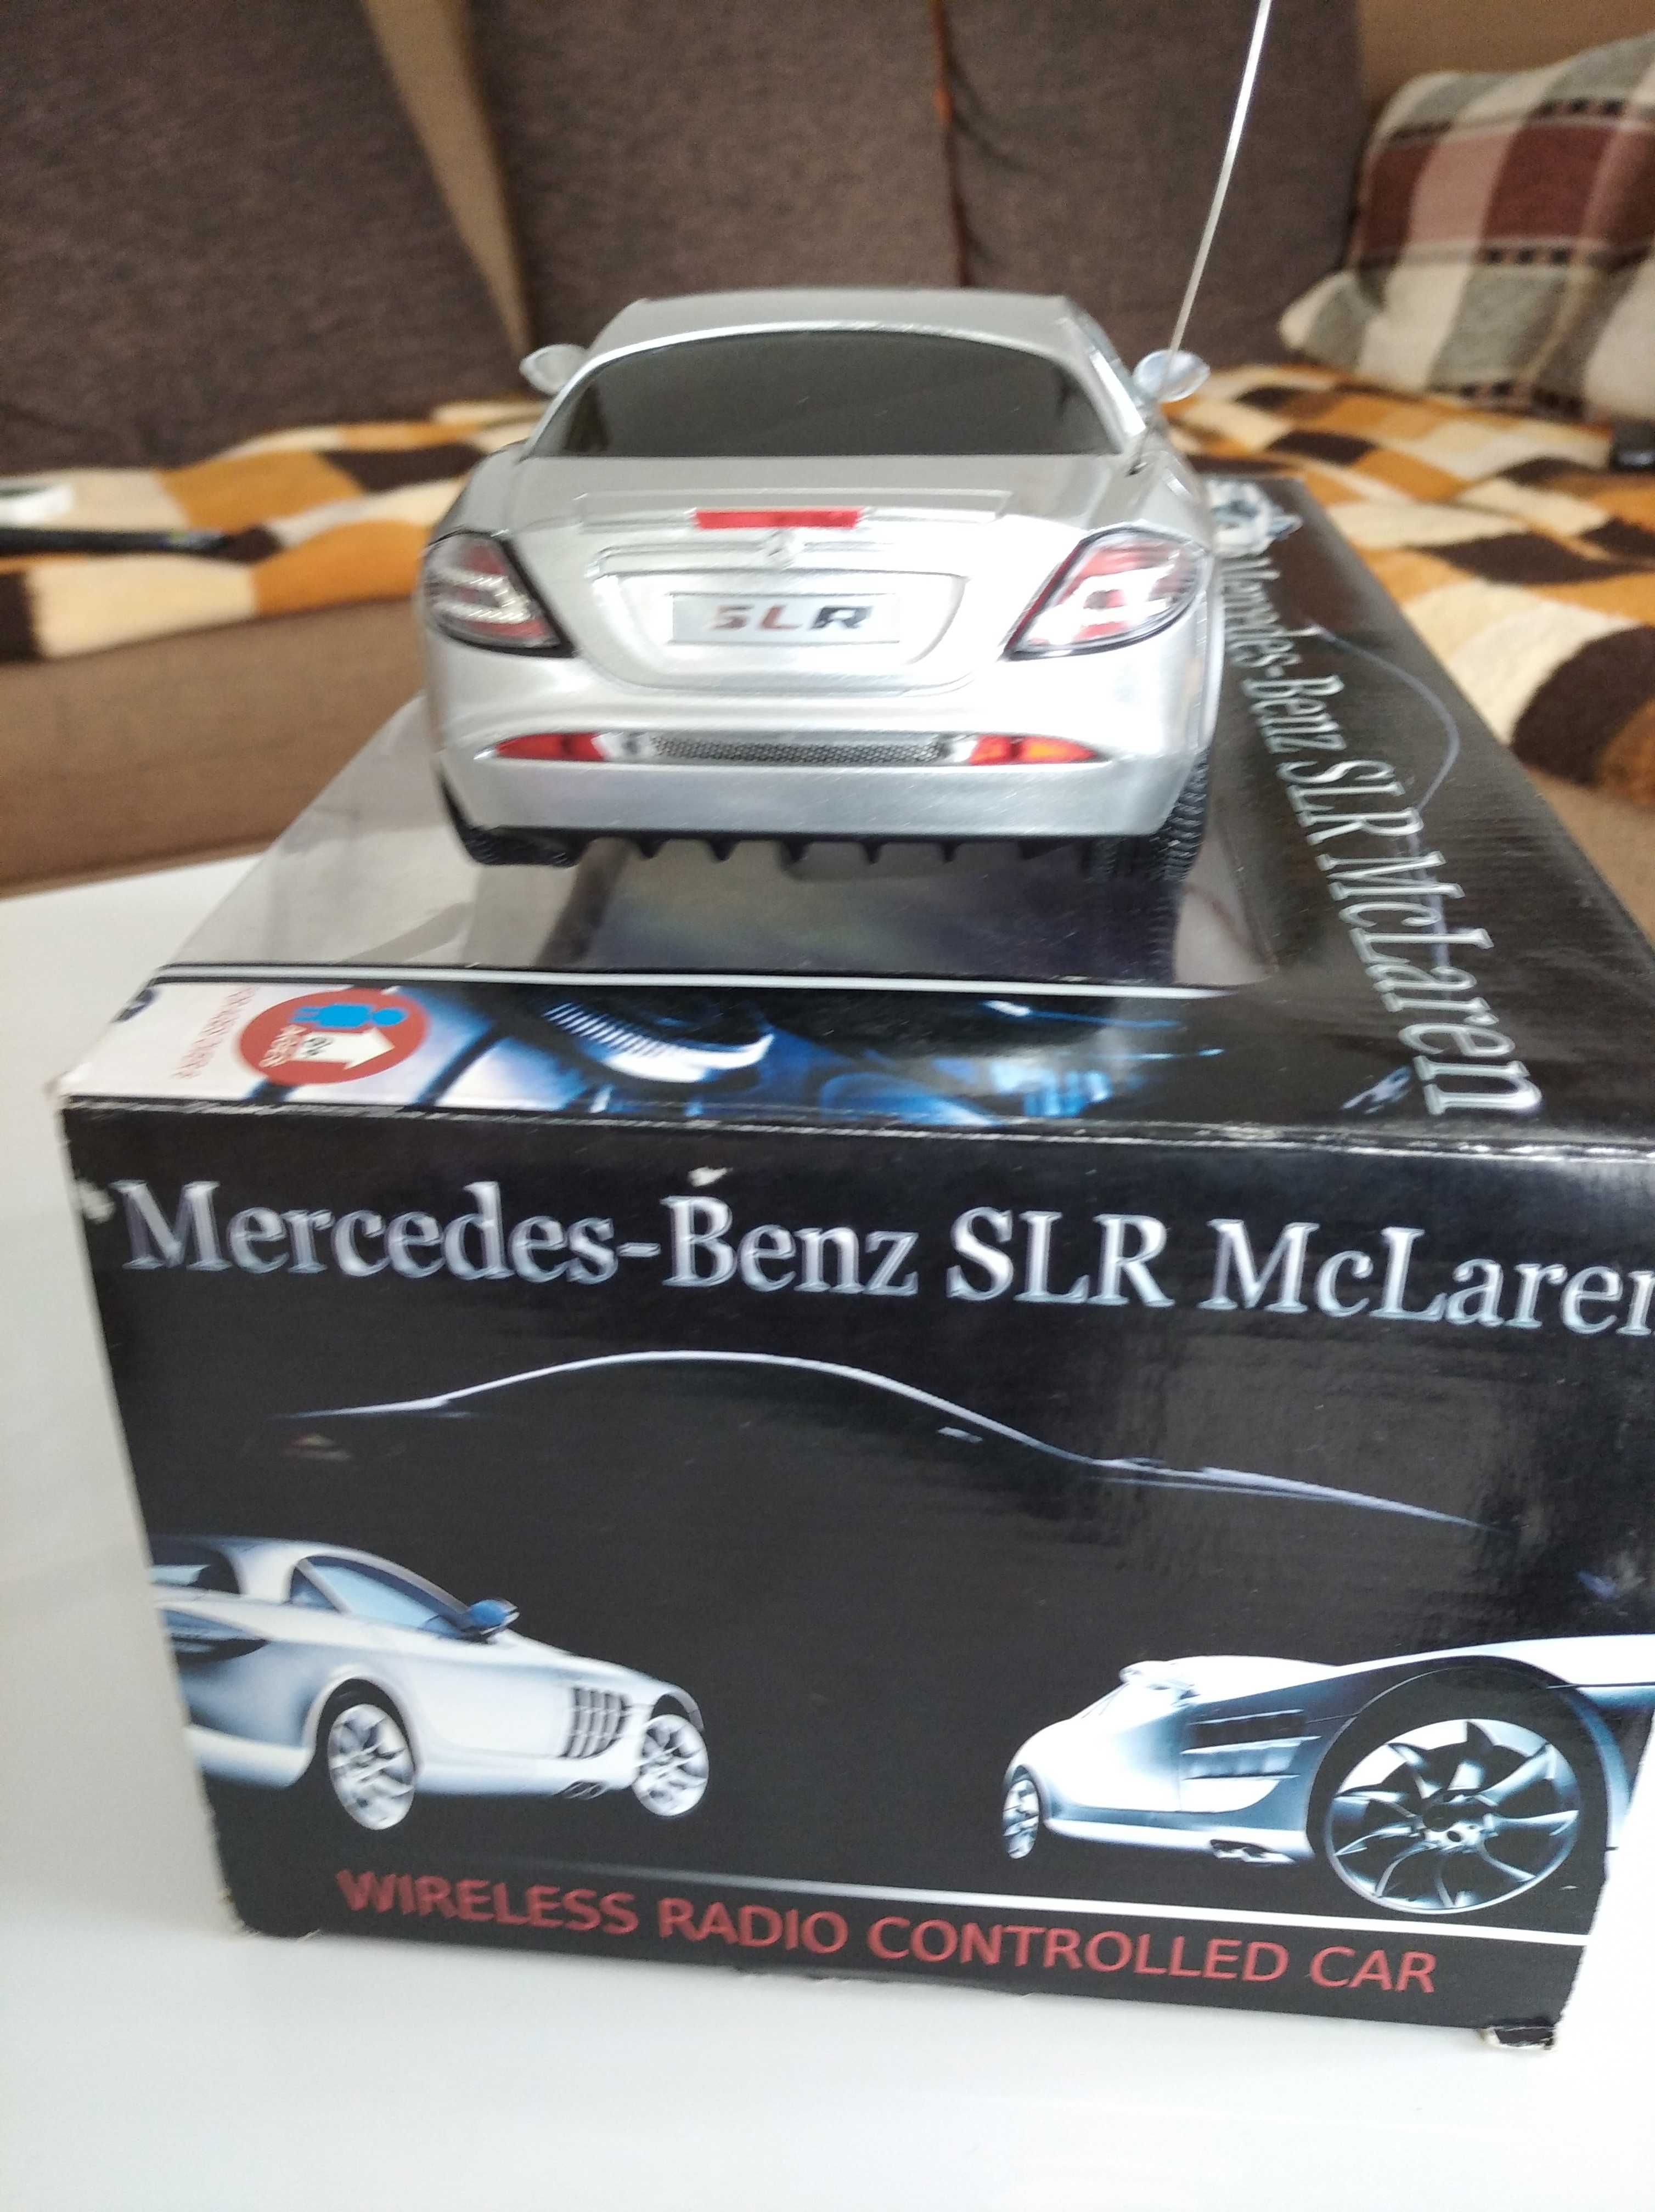 SLR
Mercedes-Benz SLR McLaren
Mercedes-Benz SLR McLaren
WIRELESS RADIO CONTROLLED CAR